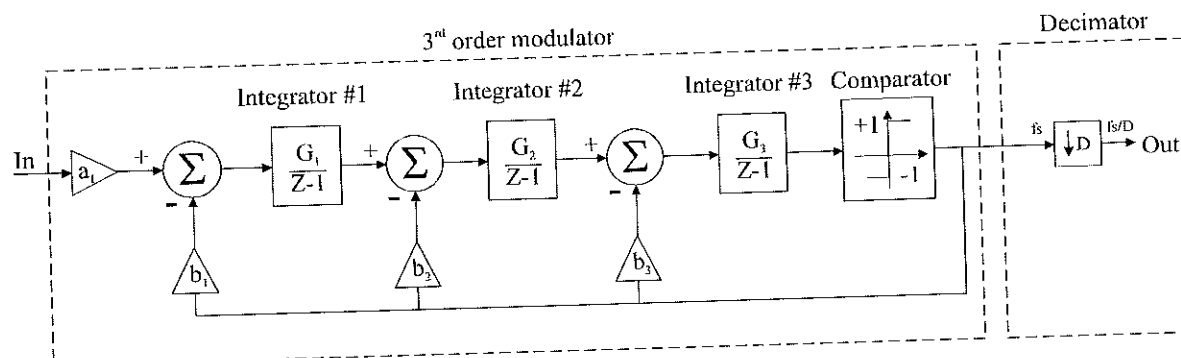 Decimator
3rd order modulator
Integrator #1
Integrator #2
Integrator #3
Comparator
In
a1
+
Σ
-
G1
Z-1
+
Σ
-
G2
Z-1
+
Σ
-
G3
Z-1
+1
-1
fs
↓D
fs/D
Out
b1
b2
b3